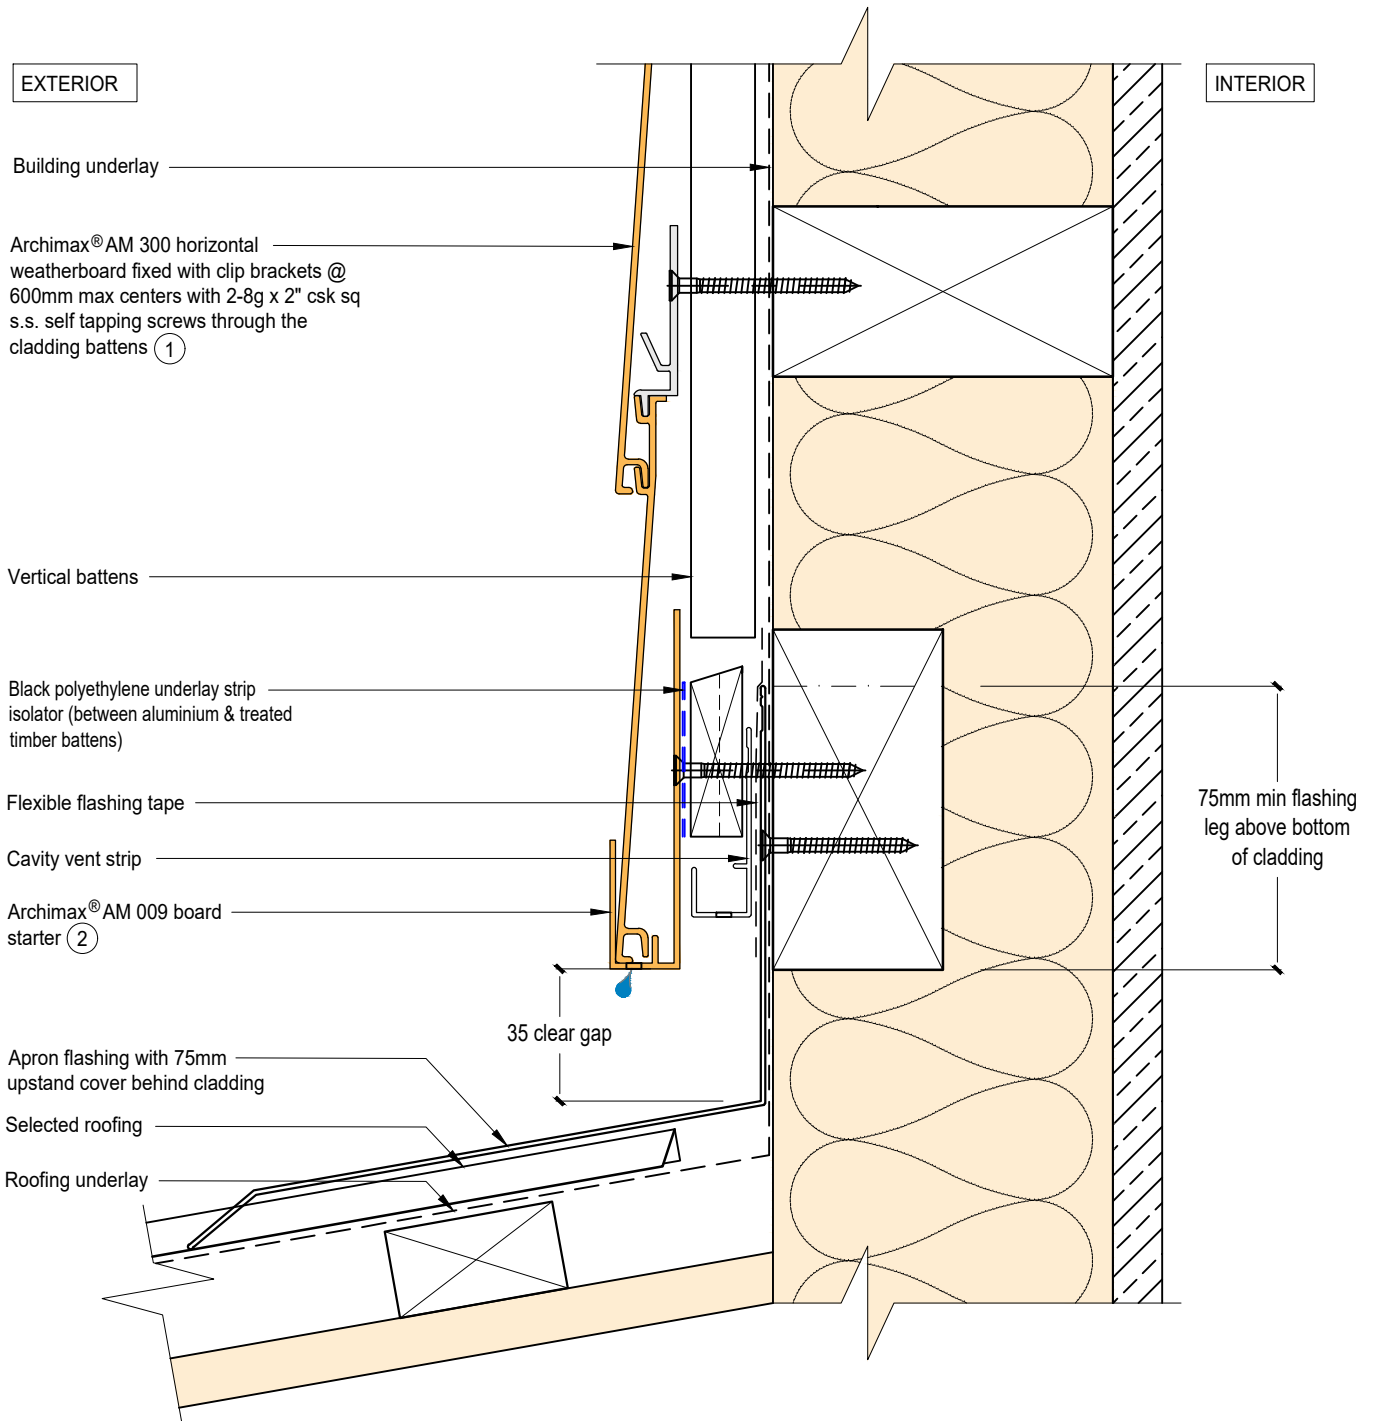 EXTERIOR
INTERIOR
Building underlay
Archimax® AM 300 horizontal
weatherboard fixed with clip brackets @
600mm max centers with 2-8g x 2" csk sq
s.s. self tapping screws through the
cladding battens 1
Vertical battens
Black polyethylene underlay strip
isolator (between aluminium & treated
timber battens)
Flexible flashing tape
75mm min flashing
leg above bottom
of cladding
Cavity vent strip
Archimax® AM 009 board
starter 2
35 clear gap
Apron flashing with 75mm
upstand cover behind cladding
Selected roofing
Roofing underlay